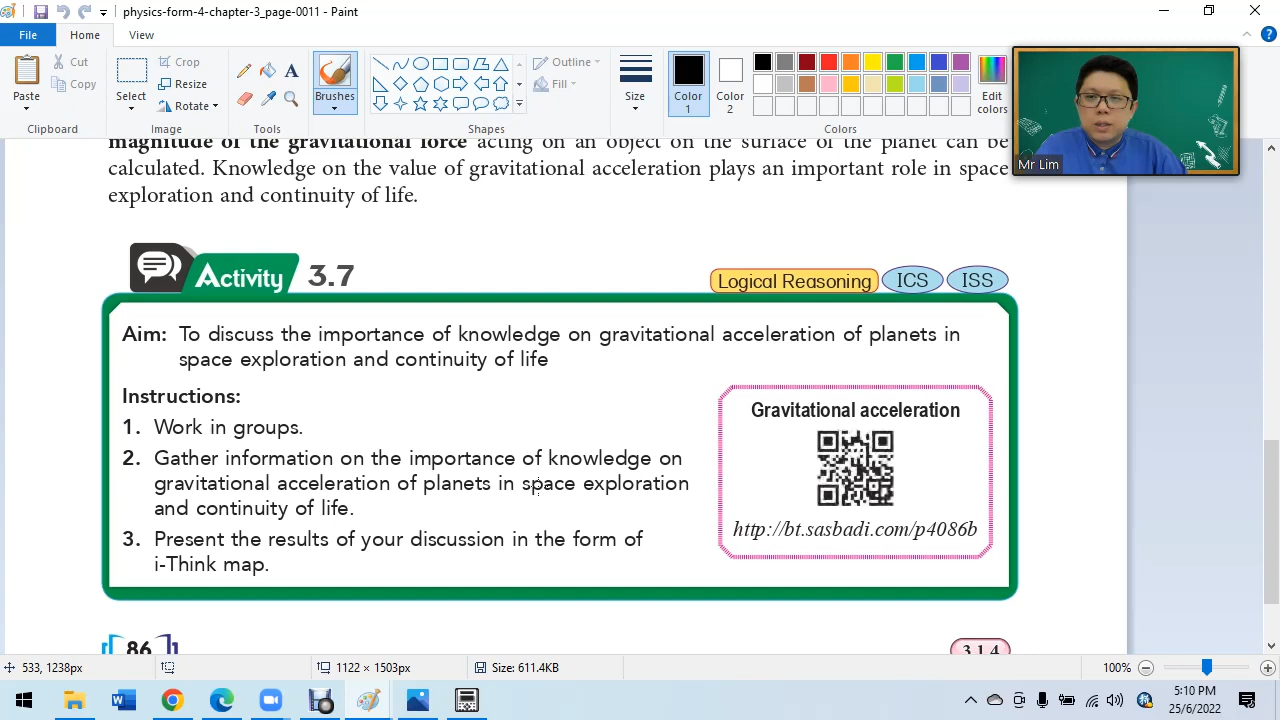 physics-form-4-chapter-3_page-0011 - Paint
File Home View
Paste Cut Copy Clipboard
Select Crop Resize Rotate Image
Tools
Brushes
Outline Fill Shapes
Size
Color 1 Color 2 Edit colors Colors
Mr Lim
magnitude of the gravitational force acting on an object on the surface of the planet can be
calculated. Knowledge on the value of gravitational acceleration plays an important role in space
exploration and continuity of life.
Activity 3.7
Logical Reasoning ICS ISS
Aim: To discuss the importance of knowledge on gravitational acceleration of planets in
space exploration and continuity of life
Instructions:
1. Work in groups.
2. Gather information on the importance of knowledge on
gravitational acceleration of planets in space exploration
and continuity of life.
3. Present the results of your discussion in the form of
i-Think map.
Gravitational acceleration
http://bt.sasbadi.com/p4086b
86
3.1.4
533, 1238px
1122 × 1503px
Size: 611.4KB
100%
5:10 PM
25/6/2022